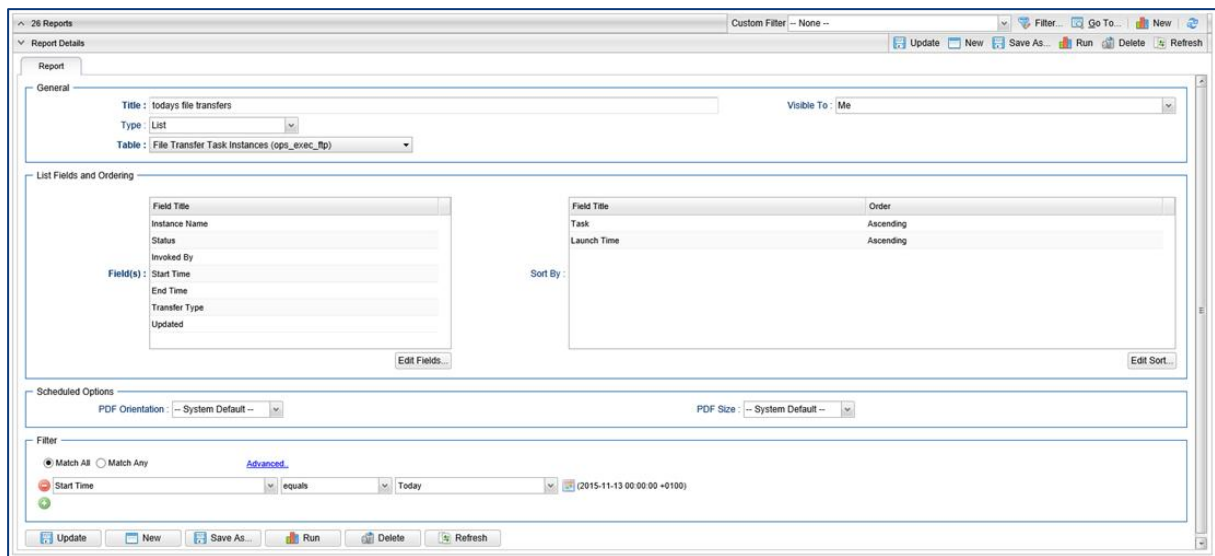 26 Reports Custom Filter -- None -- Filter... Go To... New
Report Details Update New Save As... Run Delete Refresh
Report
General
Title : todays file transfers Visible To : Me
Type : List
Table : File Transfer Task Instances (ops_exec_ftp)
List Fields and Ordering
Field Title Field Title Order
Instance Name Task Ascending
Status Launch Time Ascending
Invoked By
Field(s) : Start Time Sort By :
End Time
Transfer Type
Updated
Edit Fields... Edit Sort...
Scheduled Options
PDF Orientation : -- System Default -- PDF Size : -- System Default --
Filter
Match All Match Any Advanced..
Start Time equals Today (2015-11-13 00:00:00 +0100)
Update New Save As... Run Delete Refresh